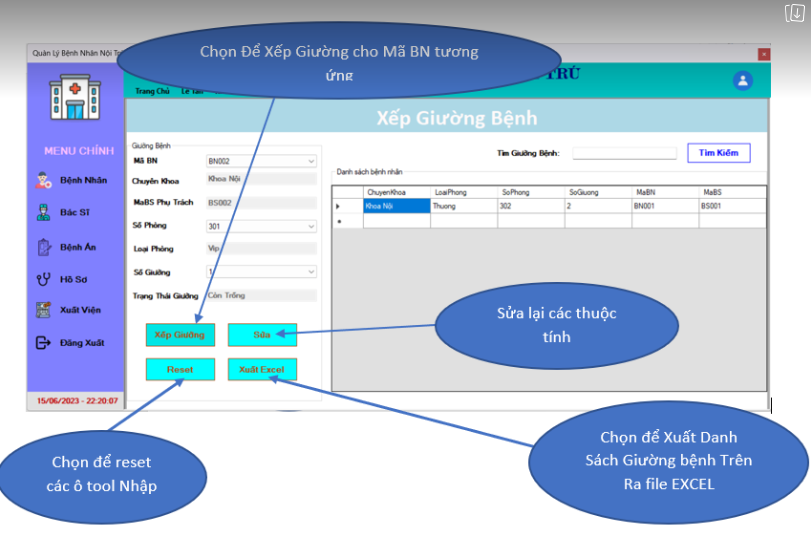 Chọn Để Xếp Giường cho Mã BN tương
ứng
Quản Lý Bệnh Nhân Nội
TRÚ
Trang Chủ
MENU CHÍNH
Bệnh Nhân
Bác Sĩ
Bệnh Án
Hồ Sơ
Xuất Viện
Đăng Xuất
15/06/2023 - 22:20:07
Xếp Giường Bệnh
Giường Bệnh
Mã BN BN002
Chuyên Khoa Khoa Nội
MaBS Phụ Trách BS002
Số Phòng 301
Loại Phòng Vip
Số Giường 1
Trạng Thái Giường Còn Trống
Xếp Giường Sửa
Reset Xuất Excel
Tìm Giường Bệnh: Tìm Kiếm
Danh sách bệnh nhân
ChuyenKhoa LoaiPhong SoPhong SoGiuong MaBN MaBS
Khoa Nội Thuong 302 2 BN001 BS001
Sửa lại các thuộc
tính
Chọn để reset
các ô tool Nhập
Chọn để Xuất Danh
Sách Giường bệnh Trên
Ra file EXCEL